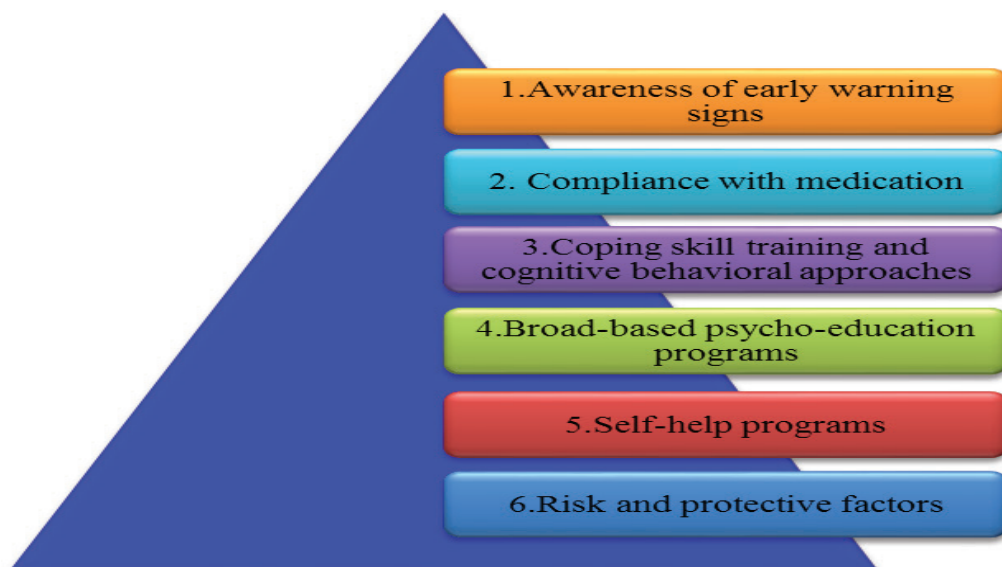 1.Awareness of early warning
signs
2. Compliance with medication
3.Coping skill training and
cognitive behavioral approaches
4.Broad-based psycho-education
programs
5.Self-help programs
6.Risk and protective factors